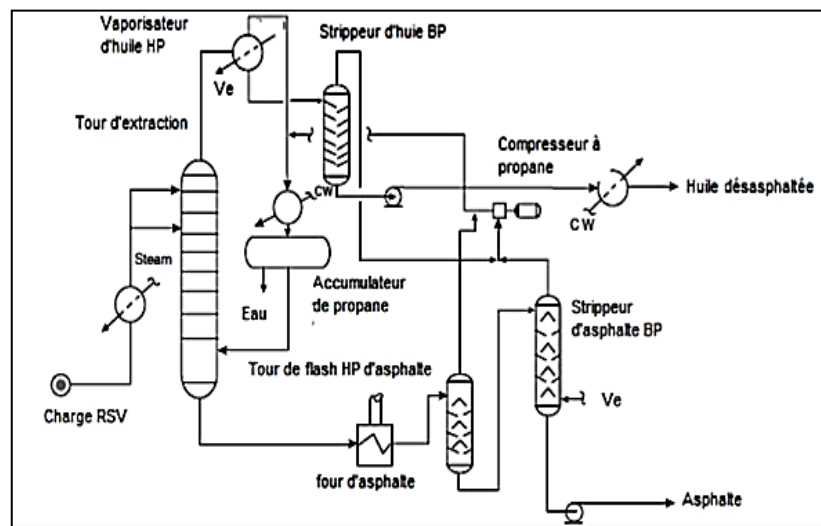 Vaporisateur
d'huile HP
Strippeur d'huie BP
Ve
Tour d'extraction
Compresseur à
propane
Huile désasphaltée
CW
CW
Steam
Accumulateur
de propane
Eau
Strippeur
d'asphalte BP
Tour de flash HP d'asphalte
Ve
Charge RSV
four d'asphalte
Asphalte